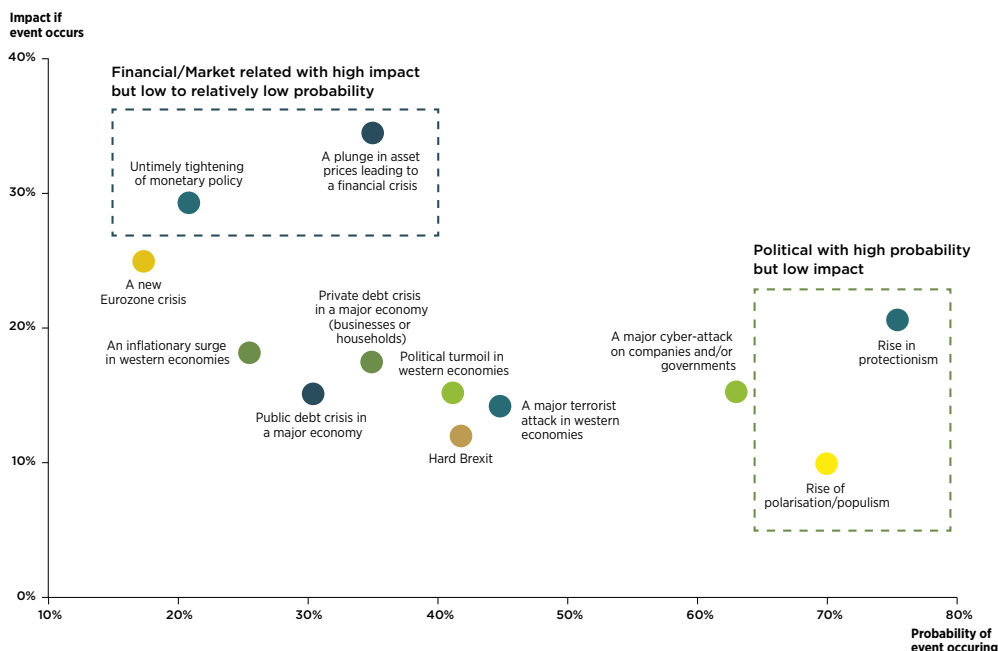 Impact if
event occurs
40%
30%
20%
10%
0%
Financial/Market related with high impact
but low to relatively low probability
Untimely tightening
of monetary policy
A plunge in asset
prices leading to
a financial crisis
A new
Eurozone crisis
Political with high probability
but low impact
Private debt crisis
in a major economy
(businesses or
households)
An inflationary surge
in western economies
Political turmoil in
western economies
A major cyber-attack
on companies and/or
governments
Rise in
protectionism
Public debt crisis in
a major economy
A major terrorist
attack in western
economies
Hard Brexit
Rise of
polarisation/populism
10%
20%
30%
40%
50%
60%
70%
80%
Probability of
event occuring